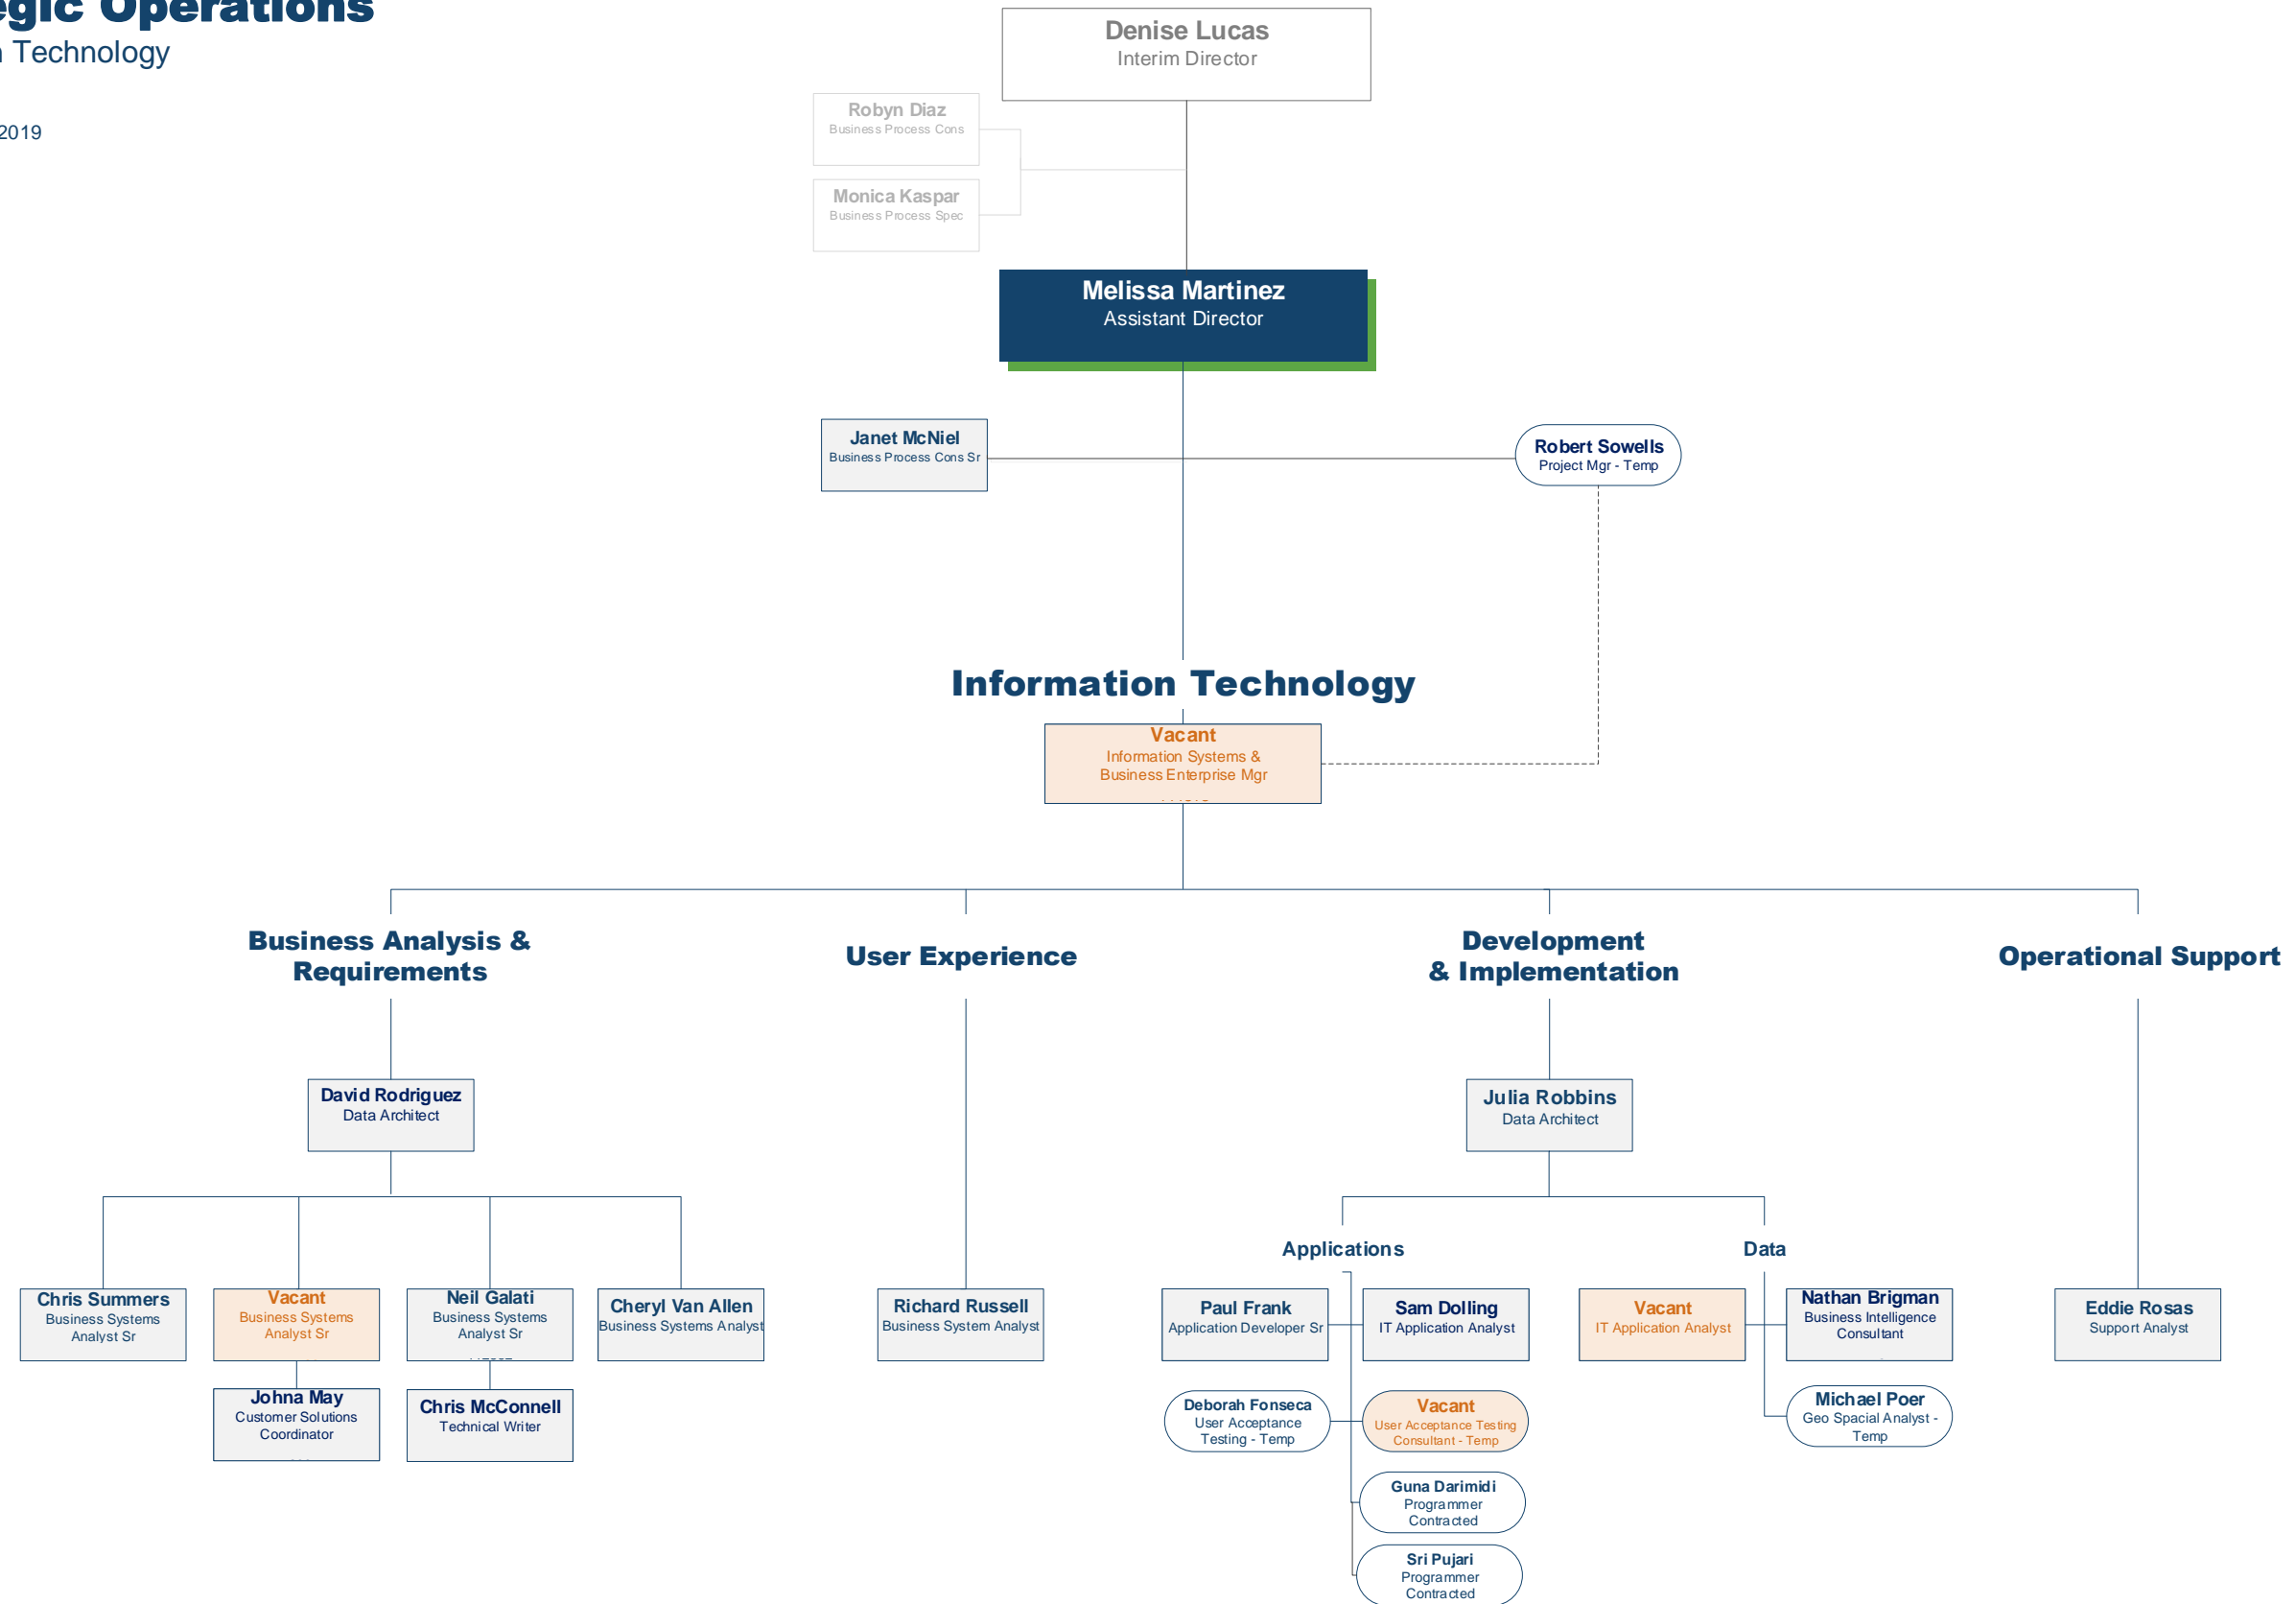 Operations
Technology
2019
Denise Lucas
Interim Director
Robyn Diaz
Business Process Cons
Monica Kaspar
Business Process Spec
Melissa Martinez
Assistant Director
Janet McNiel
Business Process Cons Sr
Robert Sowells
Project Mgr - Temp
Information Technology
Vacant
Information Systems &
Business Enterprise Mgr
Business Analysis &
Requirements
User Experience
Development
& Implementation
Operational Support
David Rodriguez
Data Architect
Julia Robbins
Data Architect
Applications
Data
Chris Summers
Business Systems
Analyst Sr
Vacant
Business Systems
Analyst Sr
Neil Galati
Business Systems
Analyst Sr
Cheryl Van Allen
Business Systems Analyst
Richard Russell
Business System Analyst
Paul Frank
Application Developer Sr
Sam Dolling
IT Application Analyst
Vacant
IT Application Analyst
Nathan Brigman
Business Intelligence
Consultant
Eddie Rosas
Support Analyst
Johna May
Customer Solutions
Coordinator
Chris McConnell
Technical Writer
Deborah Fonseca
User Acceptance
Testing - Temp
Vacant
User Acceptance Testing
Consultant - Temp
Michael Poer
Geo Spacial Analyst -
Temp
Guna Darimidi
Programmer
Contracted
Sri Pujari
Programmer
Contracted